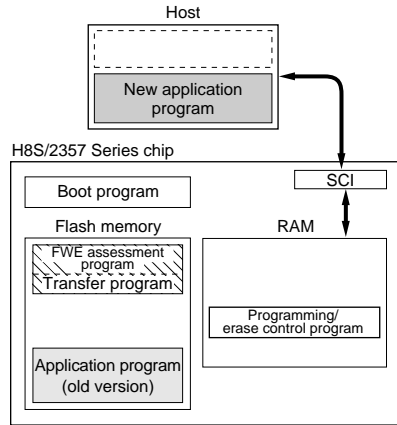 Host
New application
program
H8S/2357 Series chip
SCI
Boot program
Flash memory
RAM
FWE assessment
program
Transfer program
Programming/
erase control program
Application program
(old version)